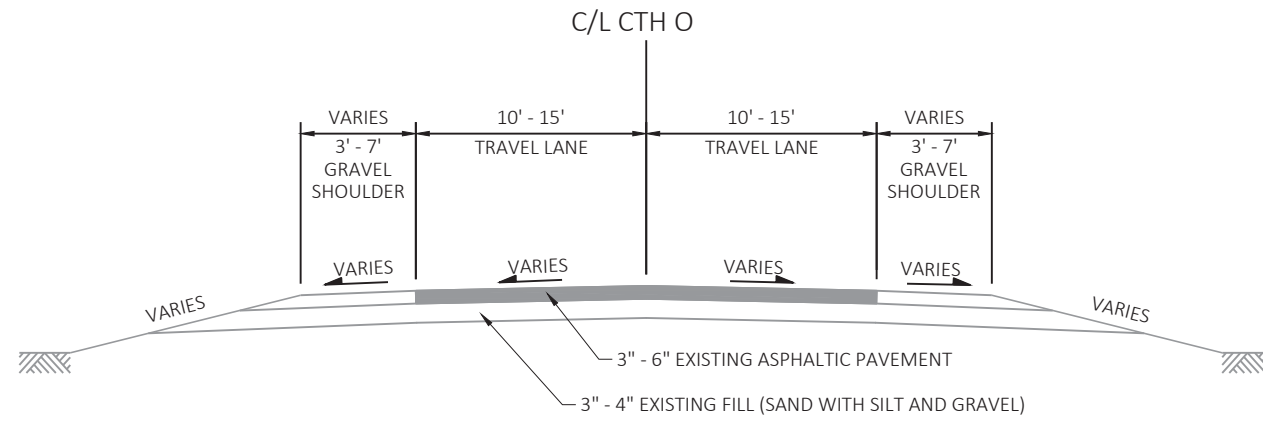 C/L CTH O
VARIES
3' - 7'
GRAVEL
SHOULDER
10' - 15'
TRAVEL LANE
10' - 15'
TRAVEL LANE
VARIES
3' - 7'
GRAVEL
SHOULDER
VARIES
VARIES
VARIES
VARIES
VARIES
VARIES
3" - 6" EXISTING ASPHALTIC PAVEMENT
3" - 4" EXISTING FILL (SAND WITH SILT AND GRAVEL)